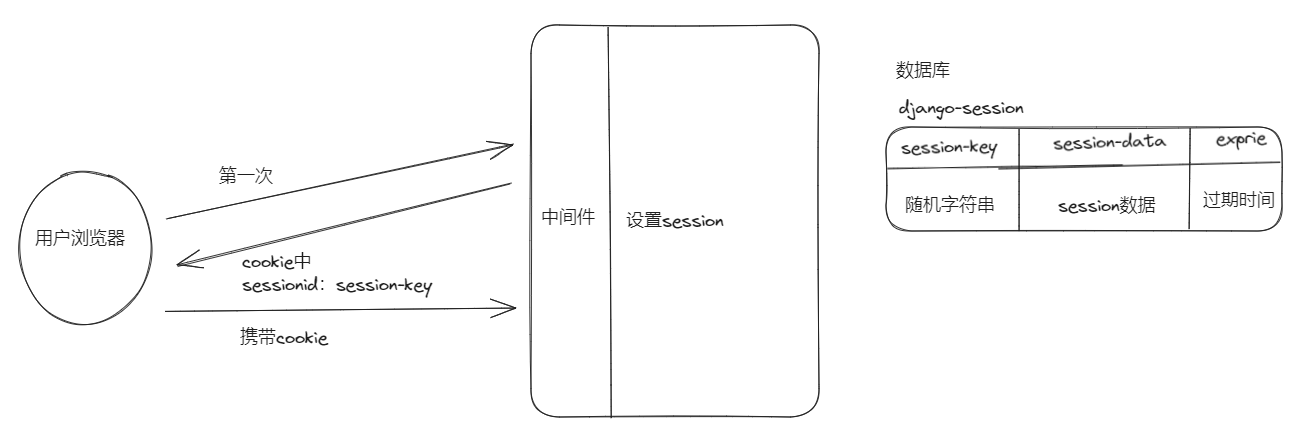 第一次
用户浏览器
cookie中
sessionid：session-key
携带cookie
中间件
设置session
数据库
django-session
session-key
session-data
exprie
随机字符串
session数据
过期时间